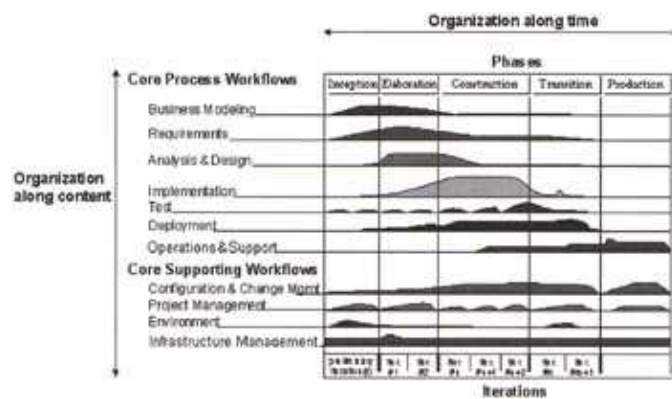 Organization along time
Phases
Core Process Workflows
Inception Elaboration Construction Transition Production
Business Modeling
Requirements
Analysis & Design
Organization
along content
Implementation
Test
Deployment
Operations & Support
Core Supporting Workflows
Configuration & Change Mgmt
Project Management
Environment
Infrastructure Management
Iterations